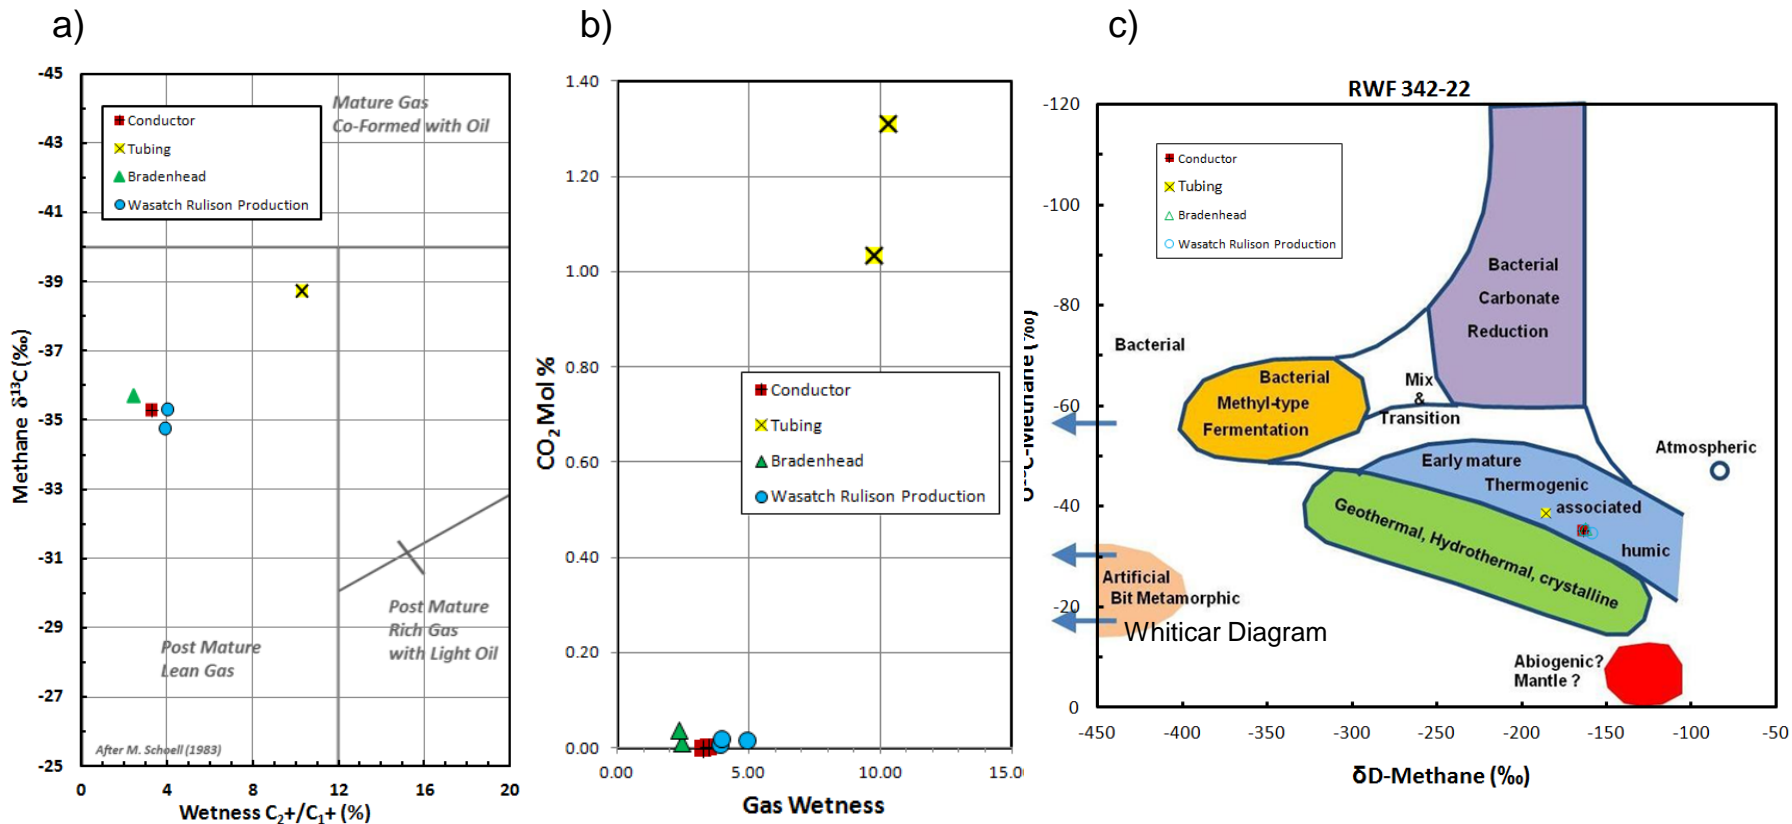 a)
-45
-43
-41
-39
-37
-35
-33
-31
-29
-27
-25
Methane δ¹³C (‰)
Conductor
Tubing
Bradenhead
Wasatch Rulison Production
Mature Gas
Co-Formed with Oil
Post Mature
Rich Gas
with Light Oil
Post Mature
Lean Gas
After M. Schoell (1983)
0
4
8
12
16
20
Wetness C₂+/C₁+ (%)
b)
1.40
1.20
1.00
0.80
0.60
0.40
0.20
0.00
CO₂ Mol %
Conductor
Tubing
Bradenhead
Wasatch Rulison Production
0.00
5.00
10.00
15.0
Gas Wetness
c)
RWF 342-22
-120
-100
-80
-60
-40
-20
0
C-Methane (‰)
Conductor
Tubing
Bradenhead
Wasatch Rulison Production
Bacterial
Carbonate
Reduction
Bacterial
Bacterial
Methyl-type
Fermentation
Mix
&
Transition
Atmospheric
Early mature
Thermogenic
associated
humic
Geothermal, Hydrothermal, crystalline
Artificial
Bit Metamorphic
Whiticar Diagram
Abiogenic?
Mantle ?
-450
-400
-350
-300
-250
-200
-150
-100
-50
δD-Methane (‰)